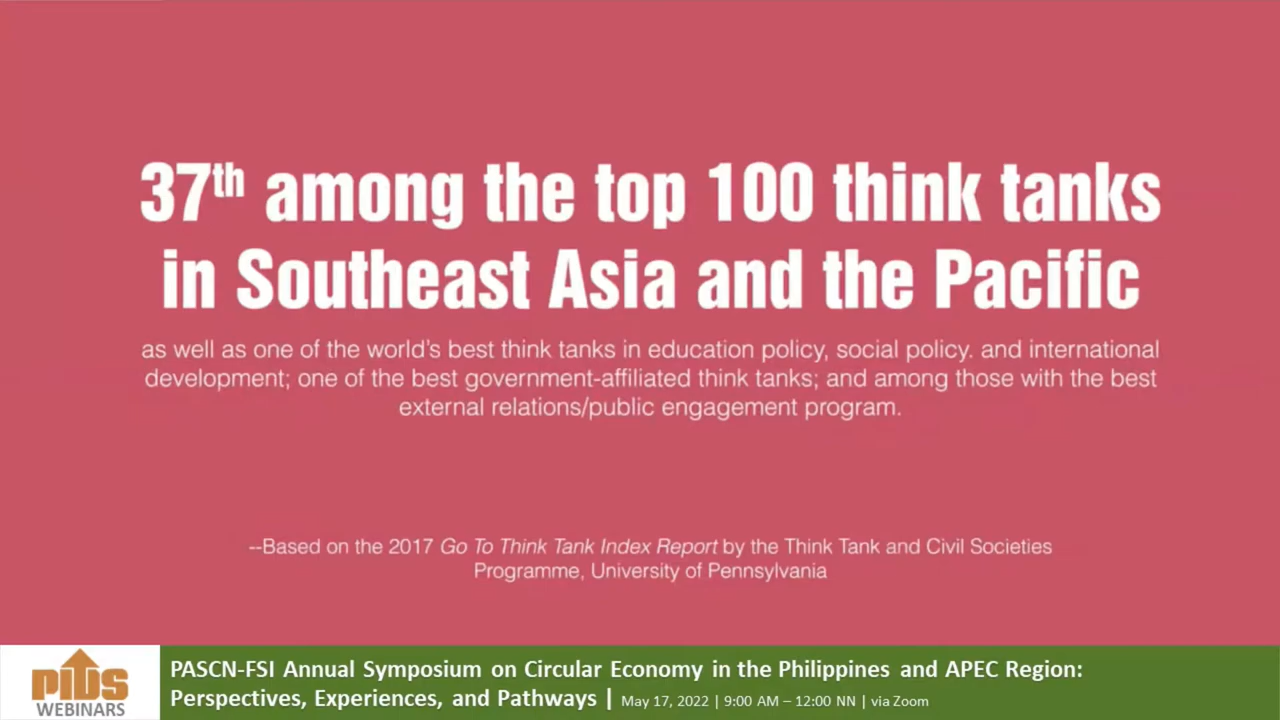 37th among the top 100 think tanks
in Southeast Asia and the Pacific
as well as one of the world's best think tanks in education policy, social policy. and international
development; one of the best government-affiliated think tanks; and among those with the best
external relations/public engagement program.
--Based on the 2017 Go To Think Tank Index Report by the Think Tank and Civil Societies
Programme, University of Pennsylvania
PIDS
WEBINARS
PASCN-FSI Annual Symposium on Circular Economy in the Philippines and APEC Region:
Perspectives, Experiences, and Pathways | May 17, 2022 | 9:00 AM – 12:00 NN | via Zoom